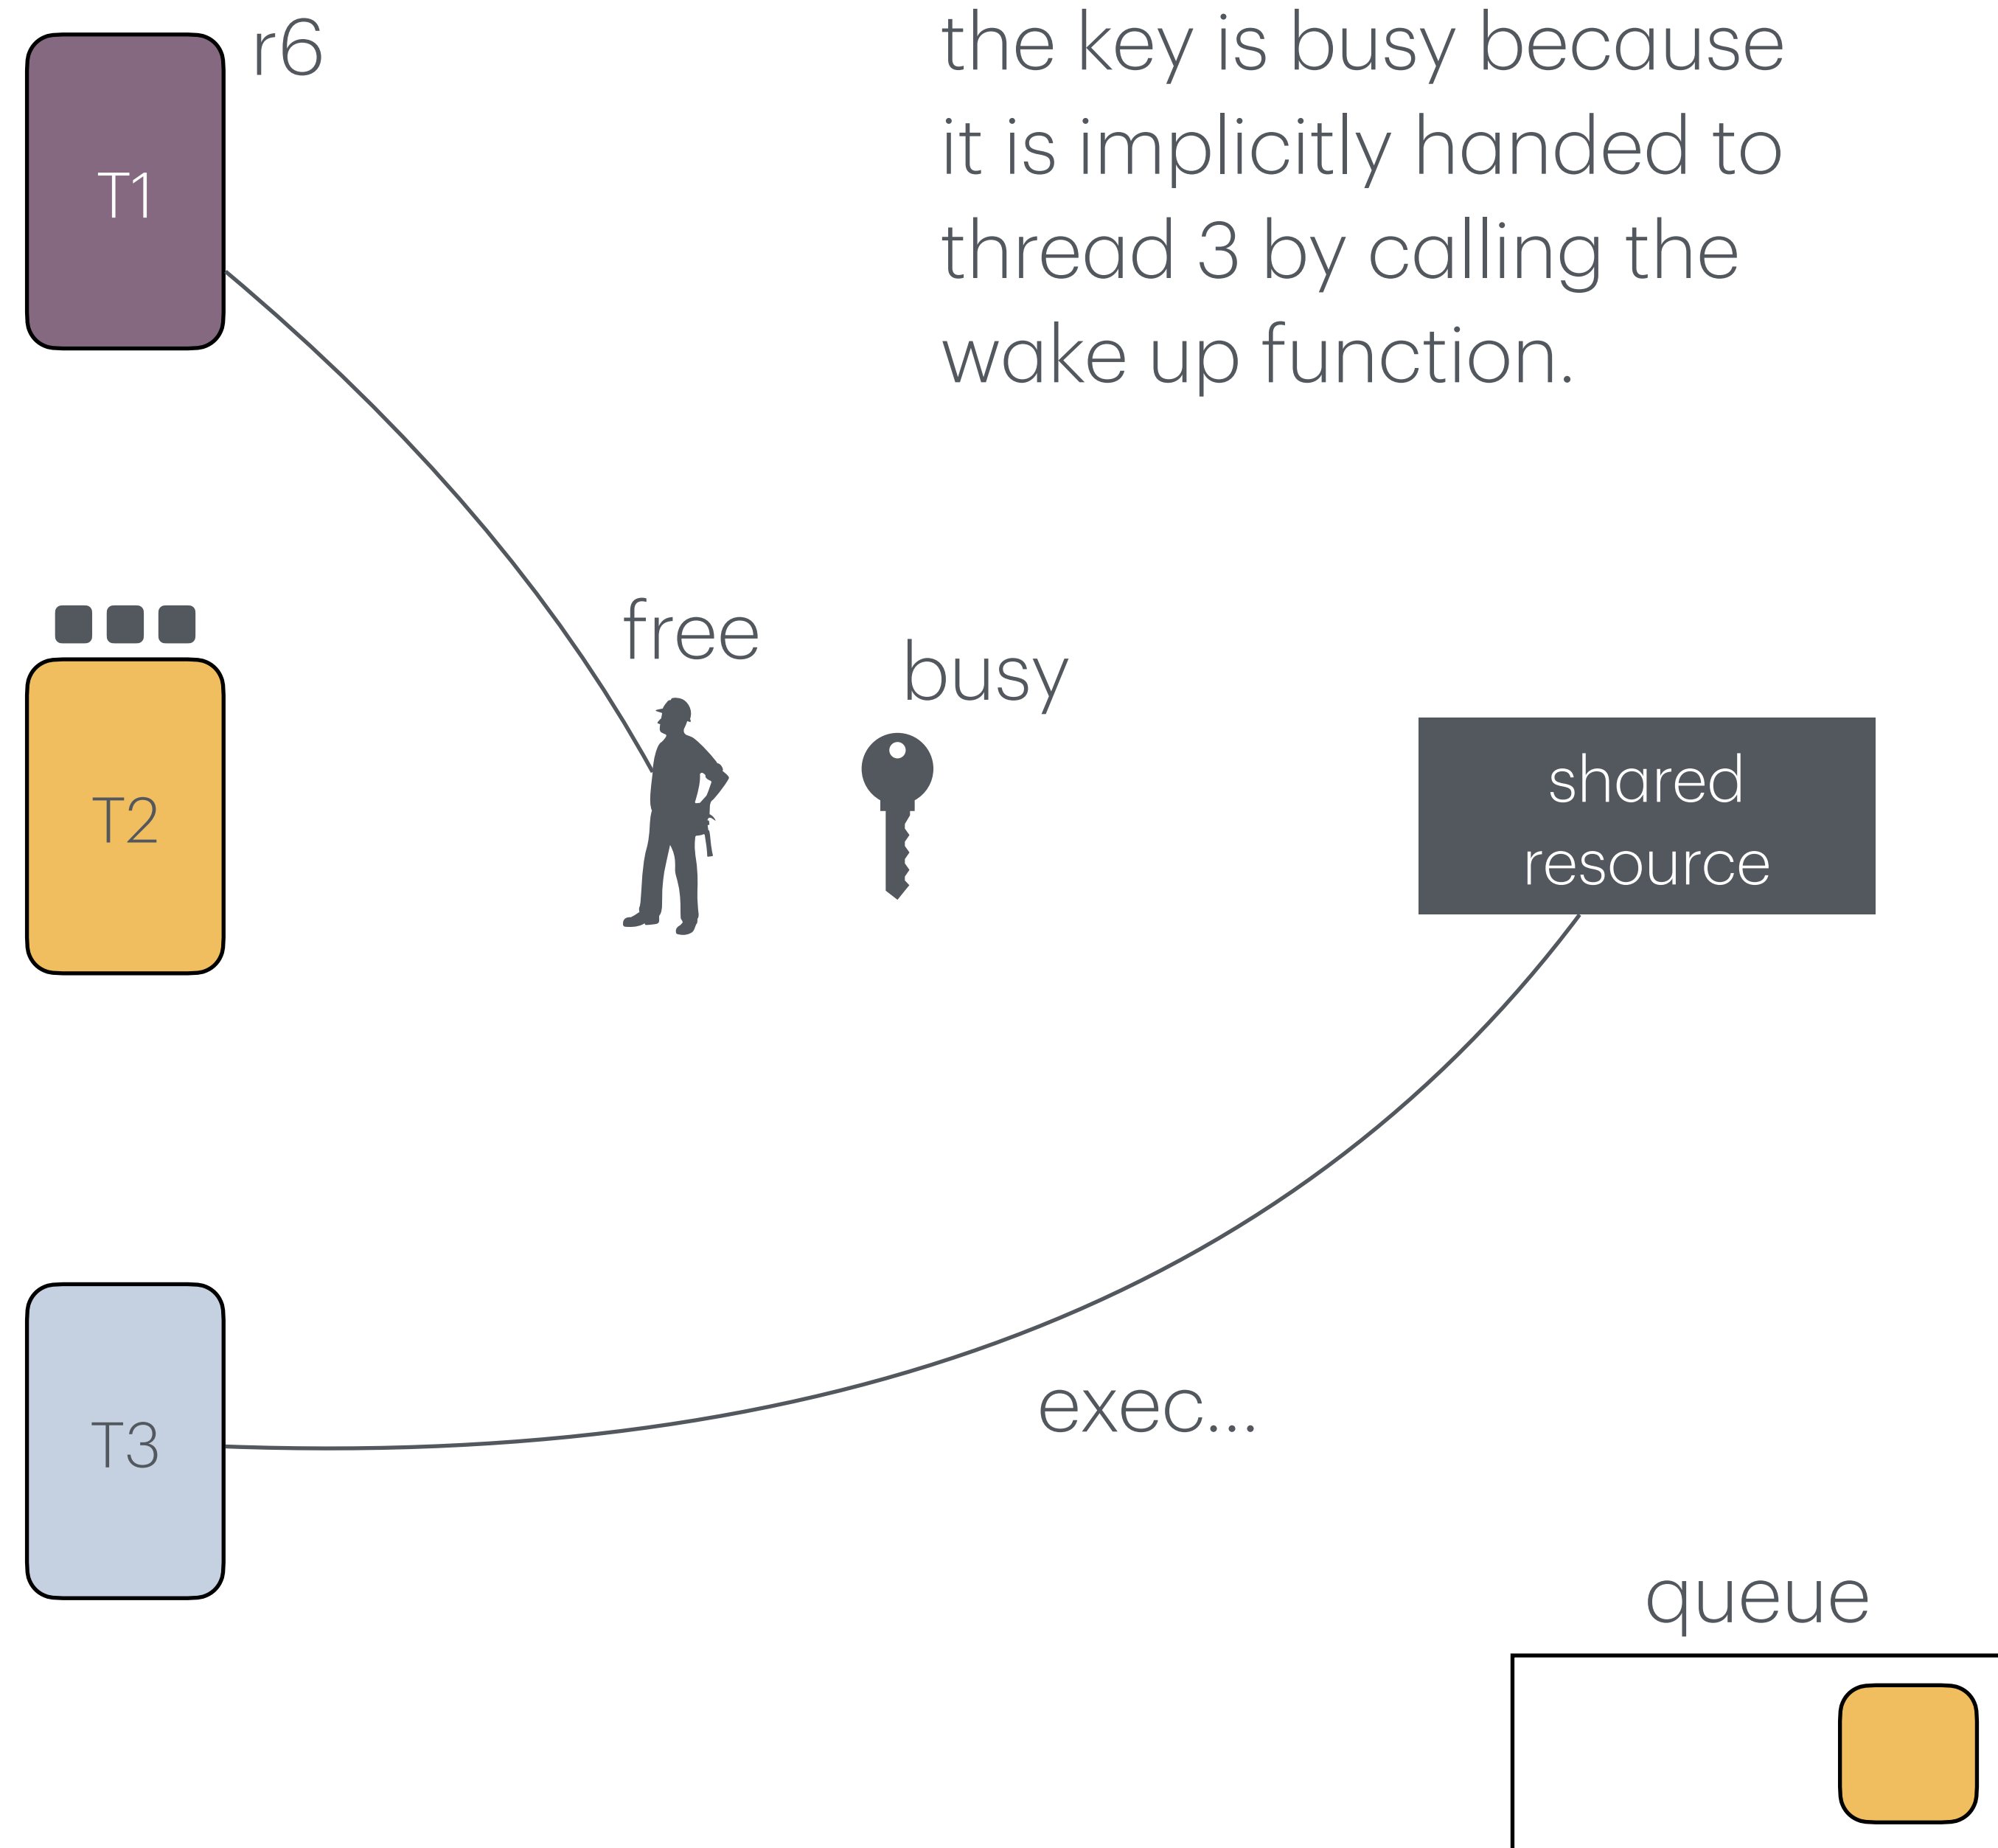 r6
the key is busy because
it is implicitly handed to
thread 3 by calling the
wake up function.
T1
free
busy
T2
shared
resource
T3
exec...
queue